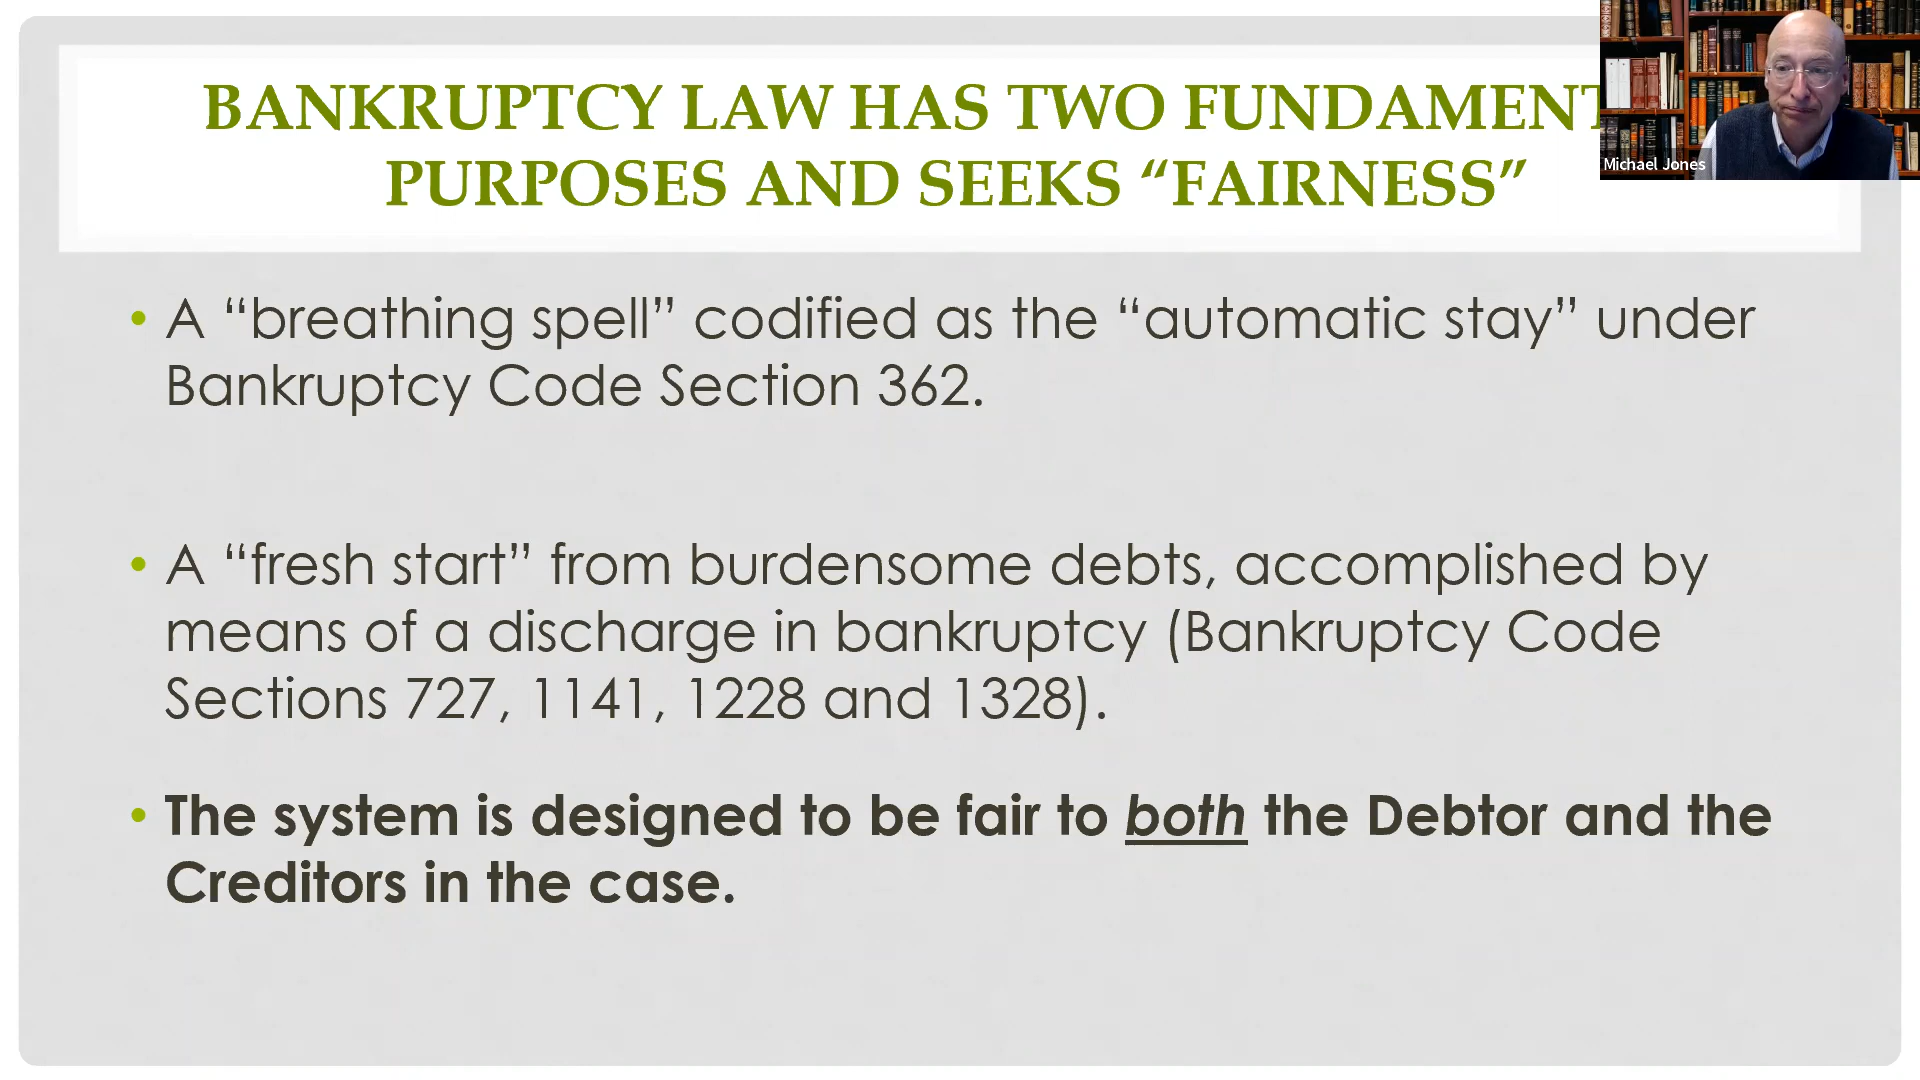 BANKRUPTCY LAW HAS TWO FUNDAMENT
PURPOSES AND SEEKS “FAIRNESS”
Michael Jones
• A “breathing spell” codified as the “automatic stay” under
Bankruptcy Code Section 362.
• A “fresh start” from burdensome debts, accomplished by
means of a discharge in bankruptcy (Bankruptcy Code
Sections 727, 1141, 1228 and 1328).
• The system is designed to be fair to both the Debtor and the
Creditors in the case.